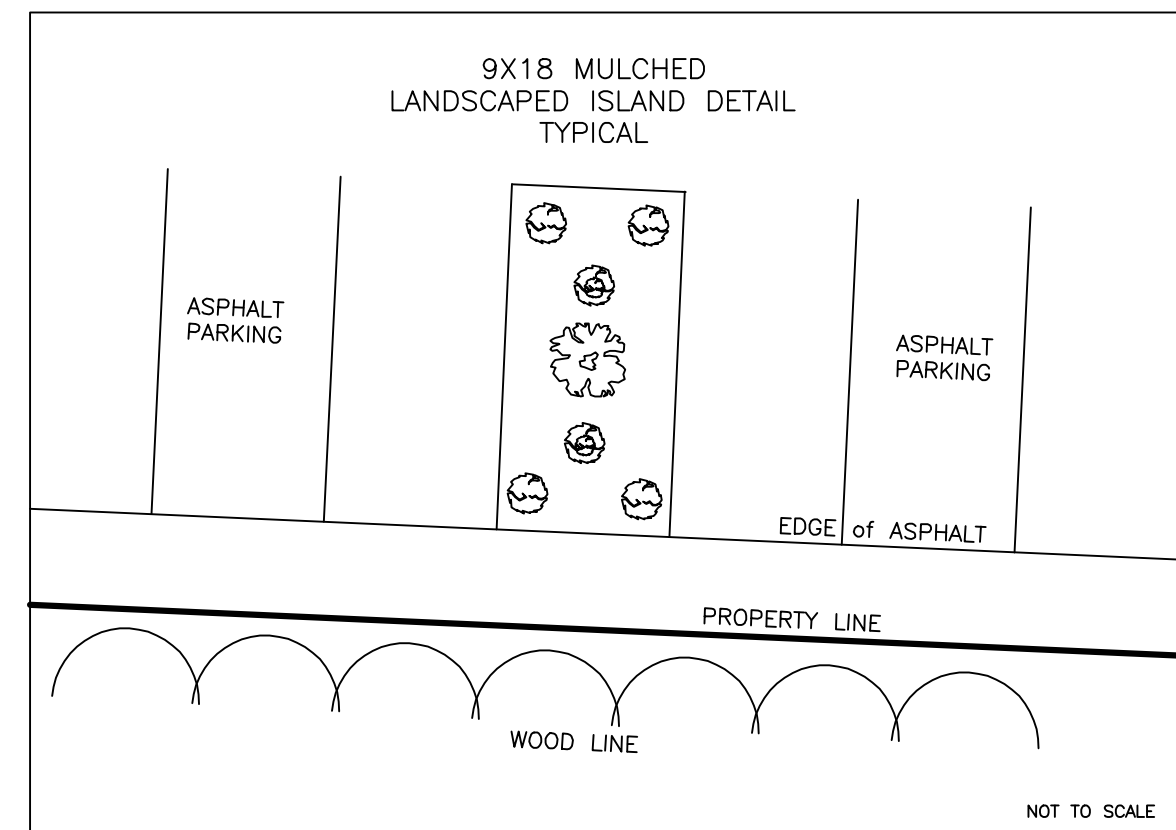 9X18 MULCHED
LANDSCAPED ISLAND DETAIL
TYPICAL
ASPHALT
PARKING
ASPHALT
PARKING
EDGE of ASPHALT
PROPERTY LINE
WOOD LINE
NOT TO SCALE